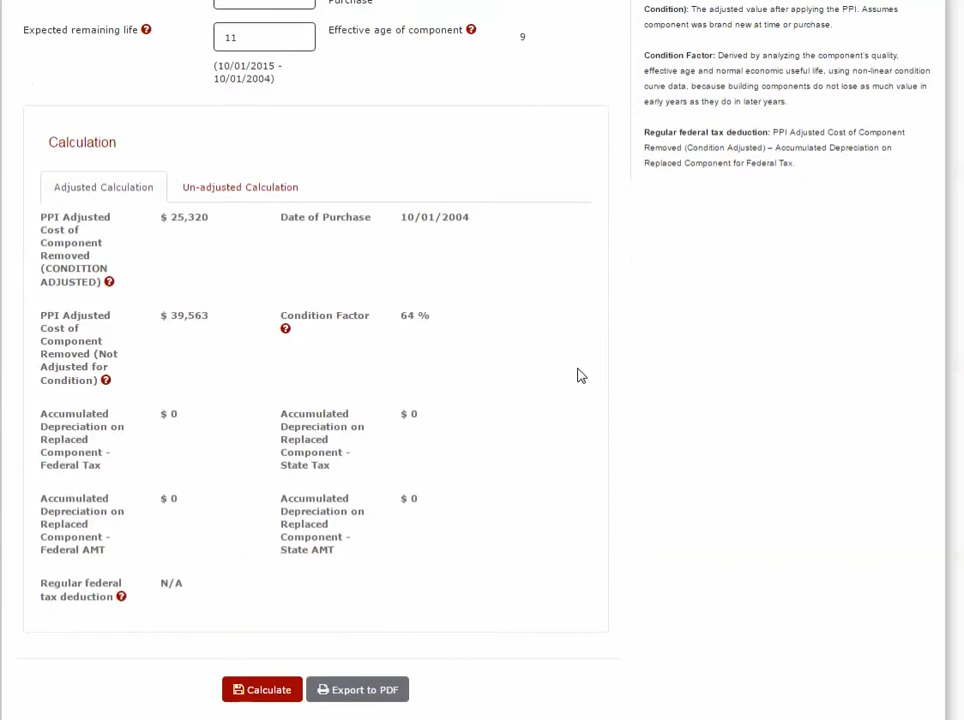 Purchase
Expected remaining life
11
Effective age of component
9
(10/01/2015 -
10/01/2004)
Calculation
Adjusted Calculation
Un-adjusted Calculation
PPI Adjusted
Cost of
Component
Removed
(CONDITION
ADJUSTED)
$ 25,320
Date of Purchase
10/01/2004
PPI Adjusted
Cost of
Component
Removed (Not
Adjusted for
Condition)
$ 39,563
Condition Factor
64 %
Accumulated
Depreciation on
Replaced
Component -
Federal Tax
$ 0
Accumulated
Depreciation on
Replaced
Component -
State Tax
$ 0
Accumulated
Depreciation on
Replaced
Component -
Federal AMT
$ 0
Accumulated
Depreciation on
Replaced
Component -
State AMT
$ 0
Regular federal
tax deduction
N/A
Calculate
Export to PDF
Condition): The adjusted value after applying the PPI. Assumes
component was brand new at time or purchase.
Condition Factor: Derived by analyzing the component's quality,
effective age and normal economic useful life, using non-linear condition
curve data, because building components do not lose as much value in
early years as they do in later years.
Regular federal tax deduction: PPI Adjusted Cost of Component
Removed (Condition Adjusted) – Accumulated Depreciation on
Replaced Component for Federal Tax.